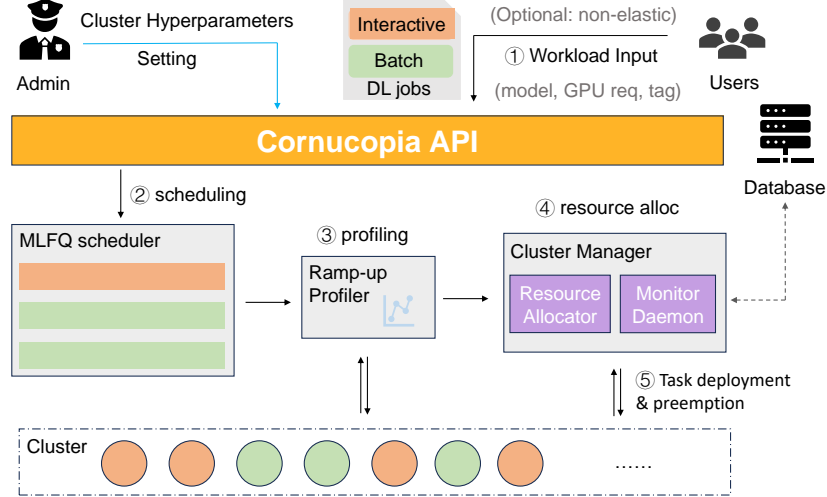 Cluster Hyperparameters
Setting
Admin
Interactive
Batch
DL jobs
(Optional: non-elastic)
① Workload Input
(model, GPU req, tag)
Users
Cornucopia API
Database
② scheduling
③ profiling
④ resource alloc
MLFQ scheduler
Ramp-up
Profiler
Cluster Manager
Resource
Allocator
Monitor
Daemon
⑤ Task deployment
& preemption
Cluster
......